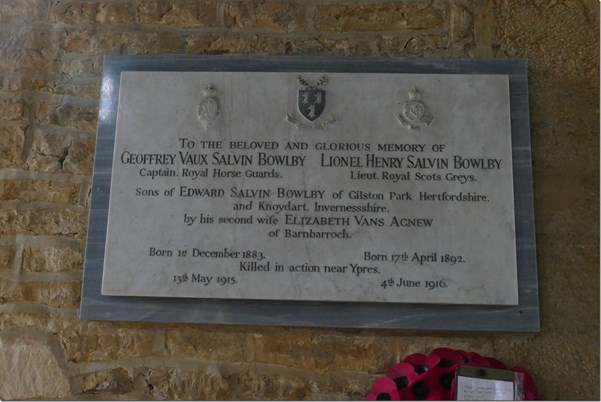 To the beloved and glorious memory of
Geoffrey Vaux Salvin Bowlby Lionel Henry Salvin Bowlby
Captain. Royal Horse Guards. Lieut. Royal Scots Greys.
Sons of Edward Salvin Bowlby of Gilston Park Hertfordshire.
and Knoydart, Invernessshire.
by his second wife Elizabeth Vans Agnew
of Barnbarroch.
Born 1st December 1883. Born 17th April 1892.
Killed in action near Ypres.
13th May 1915. 4th June 1916.